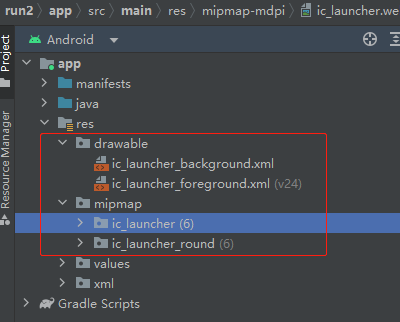 run2 〉 app 〉 src 〉 main 〉 res 〉 mipmap-mdpi 〉 ic_launcher.we
Project
Android
app
manifests
java
res
drawable
ic_launcher_background.xml
ic_launcher_foreground.xml (v24)
mipmap
ic_launcher (6)
ic_launcher_round (6)
values
xml
Gradle Scripts
Resource Manager